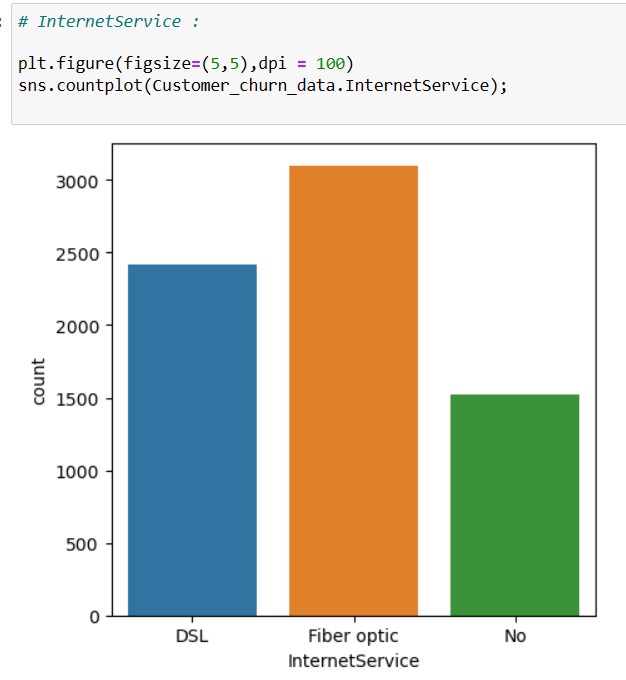 # InternetService :
plt.figure(figsize=(5,5),dpi = 100)
sns.countplot(Customer_churn_data.InternetService);
3000
2500
2000
1500
1000
500
0
count
DSL
Fiber optic
No
InternetService